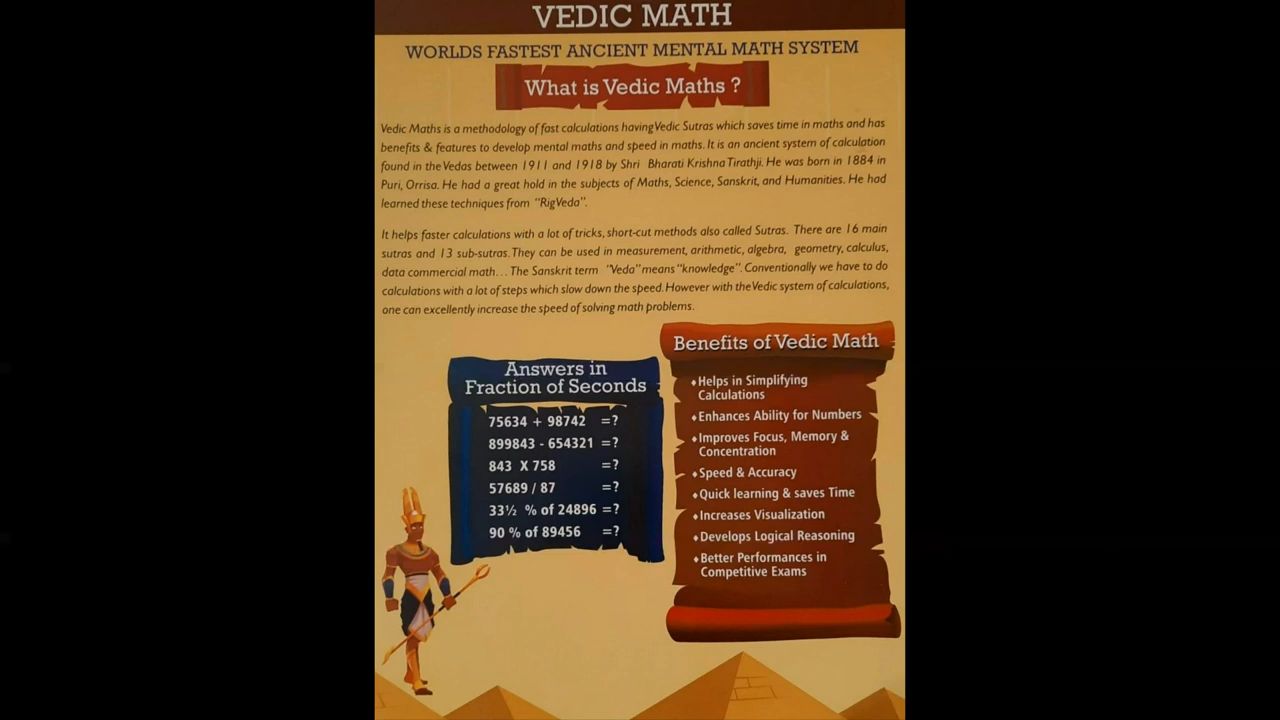 VEDIC MATH
WORLDS FASTEST ANCIENT MENTAL MATH SYSTEM
What is Vedic Maths ?
Vedic Maths is a methodology of fast calculations having Vedic Sutras which saves time in maths and has
benefits & features to develop mental maths and speed in maths. It is an ancient system of calculation
found in the Vedas between 1911 and 1918 by Shri Bharati Krishna Tirathji. He was born in 1884 in
Puri, Orrisa. He had a great hold in the subjects of Maths, Science, Sanskrit, and Humanities. He had
learned these techniques from "RigVeda".
It helps faster calculations with a lot of tricks, short-cut methods also called Sutras. There are 16 main
sutras and 13 sub-sutras. They can be used in measurement, arithmetic, algebra, geometry, calculus,
data commercial math... The Sanskrit term "Veda" means "knowledge". Conventionally we have to do
calculations with a lot of steps which slow down the speed. However with the Vedic system of calculations,
one can excellently increase the speed of solving math problems.
Answers in
Fraction of Seconds
75634 + 98742 =?
899843 - 654321 =?
843 X 758 =?
57689 / 87 =?
33½ % of 24896 =?
90 % of 89456 =?
Benefits of Vedic Math
♦Helps in Simplifying
Calculations
♦Enhances Ability for Numbers
♦Improves Focus, Memory &
Concentration
♦Speed & Accuracy
♦Quick learning & saves Time
♦Increases Visualization
♦Develops Logical Reasoning
♦Better Performances in
Competitive Exams